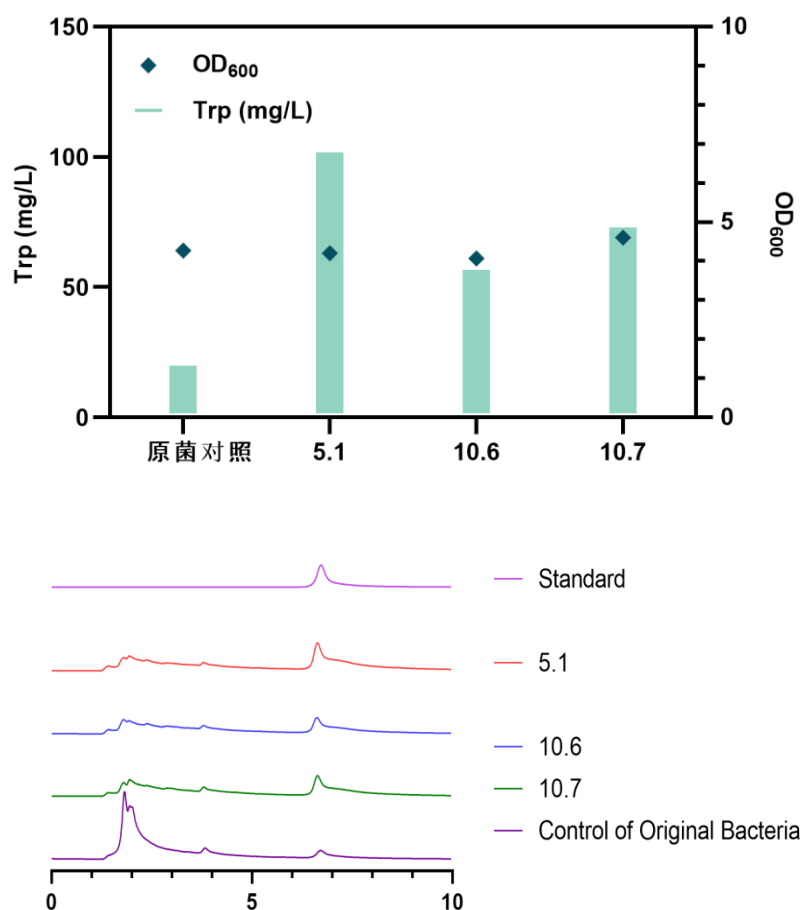 150
100
50
0
Trp (mg/L)
OD600
Trp (mg/L)
10
5
0
OD600
原菌对照
5.1
10.6
10.7
Standard
5.1
10.6
10.7
Control of Original Bacteria
0
5
10